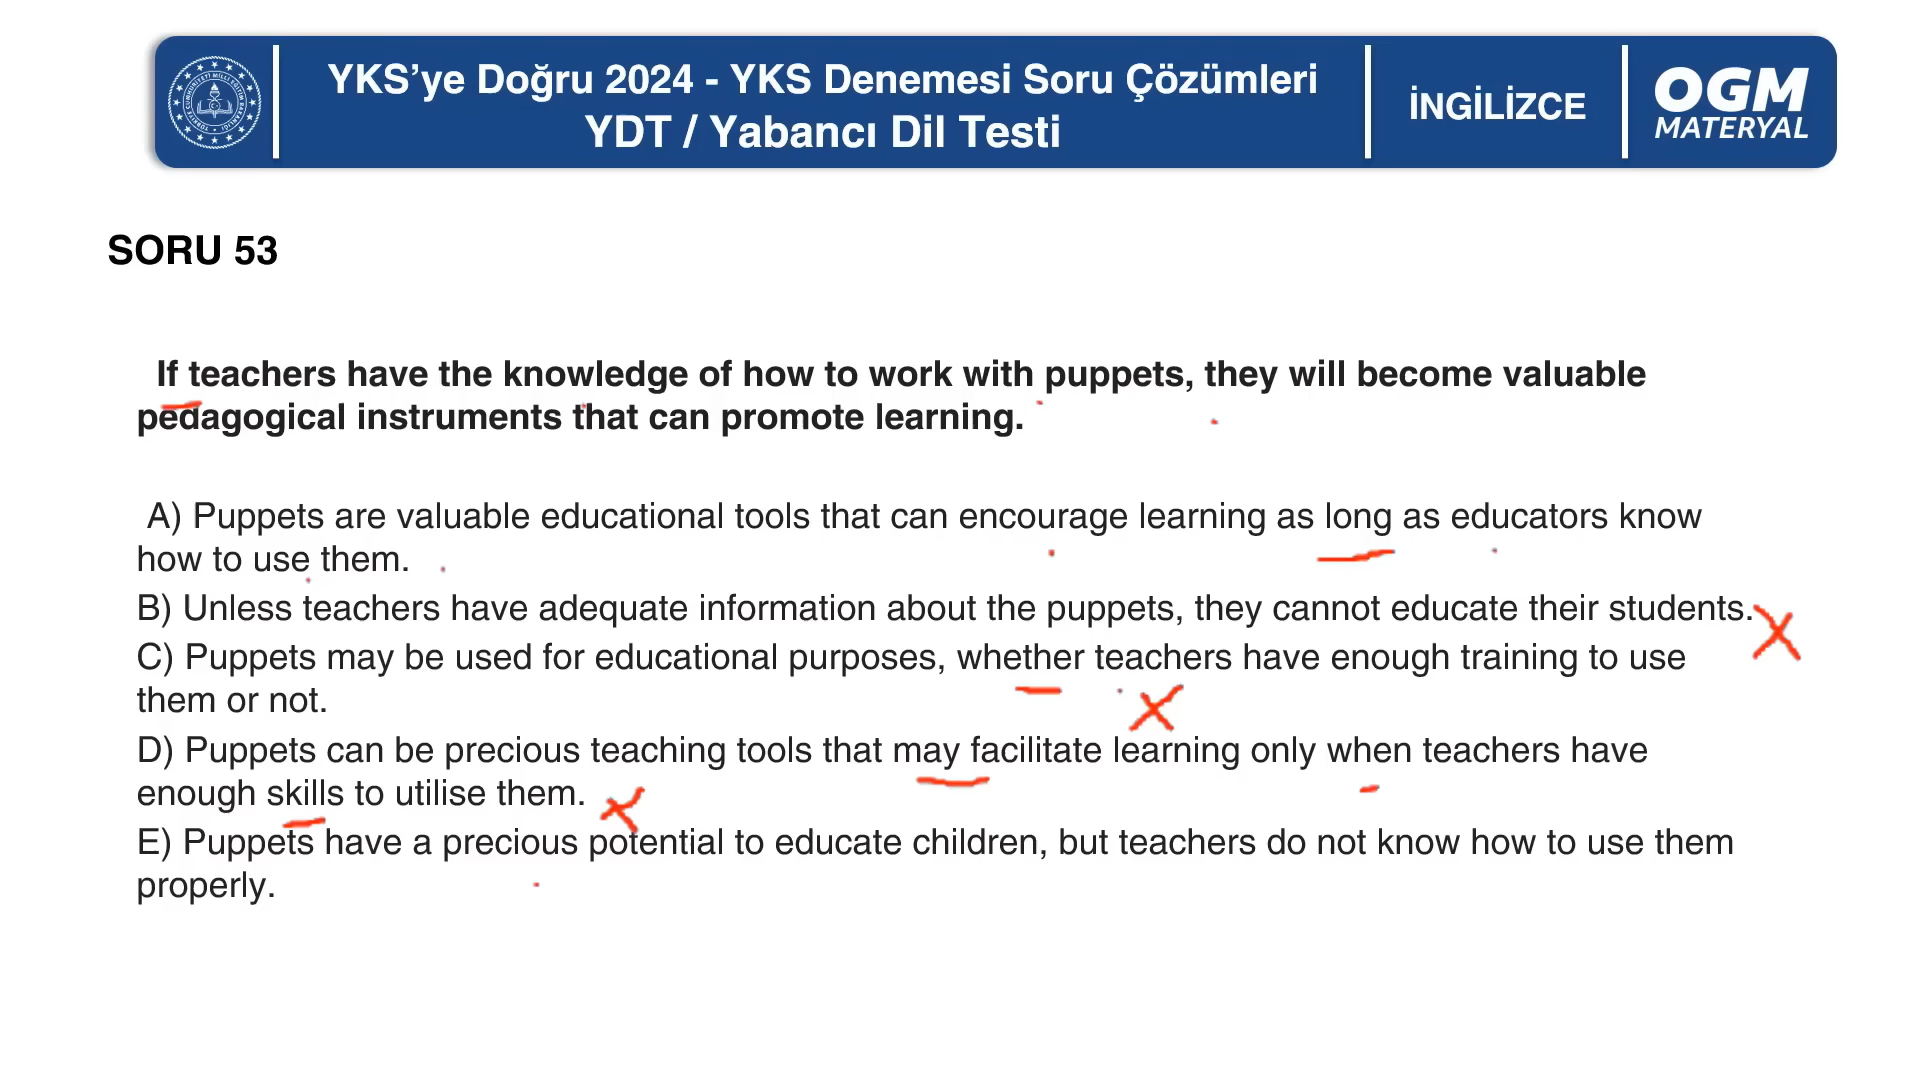 YKS’ye Doğru 2024 - YKS Denemesi Soru Çözümleri
YDT / Yabancı Dil Testi
İNGİLİZCE
OGM
MATERYAL
SORU 53
If teachers have the knowledge of how to work with puppets, they will become valuable
pedagogical instruments that can promote learning.
A) Puppets are valuable educational tools that can encourage learning as long as educators know
how to use them.
B) Unless teachers have adequate information about the puppets, they cannot educate their students.
C) Puppets may be used for educational purposes, whether teachers have enough training to use
them or not.
D) Puppets can be precious teaching tools that may facilitate learning only when teachers have
enough skills to utilise them.
E) Puppets have a precious potential to educate children, but teachers do not know how to use them
properly.